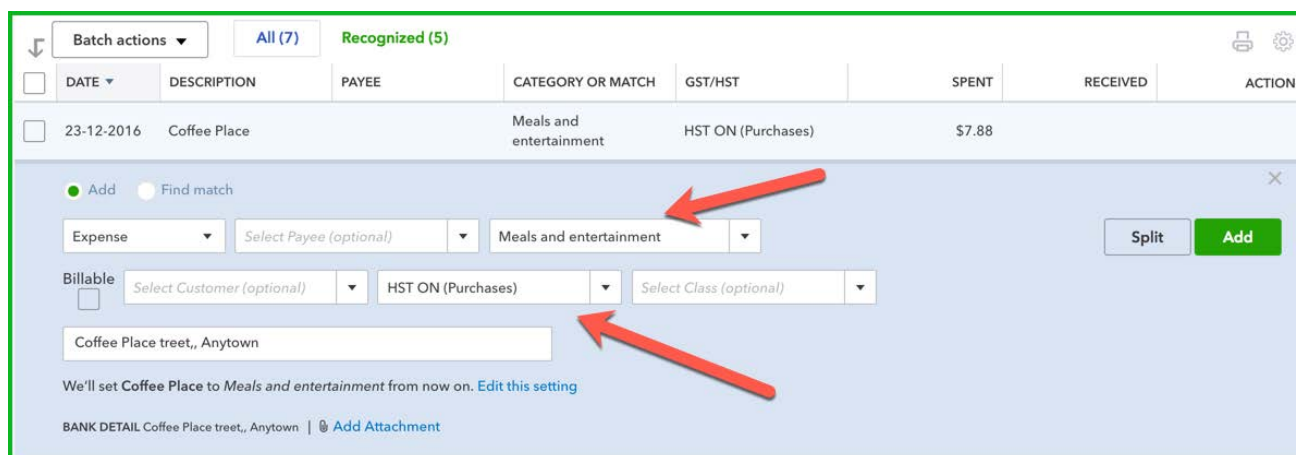 Batch actions All (7) Recognized (5)
DATE DESCRIPTION PAYEE CATEGORY OR MATCH GST/HST SPENT RECEIVED ACTION
23-12-2016 Coffee Place Meals and entertainment HST ON (Purchases) $7.88
Add Find match
Expense Select Payee (optional) Meals and entertainment Split Add
Billable Select Customer (optional) HST ON (Purchases) Select Class (optional)
Coffee Place treet,, Anytown
We'll set Coffee Place to Meals and entertainment from now on. Edit this setting
BANK DETAIL Coffee Place treet,, Anytown | Add Attachment